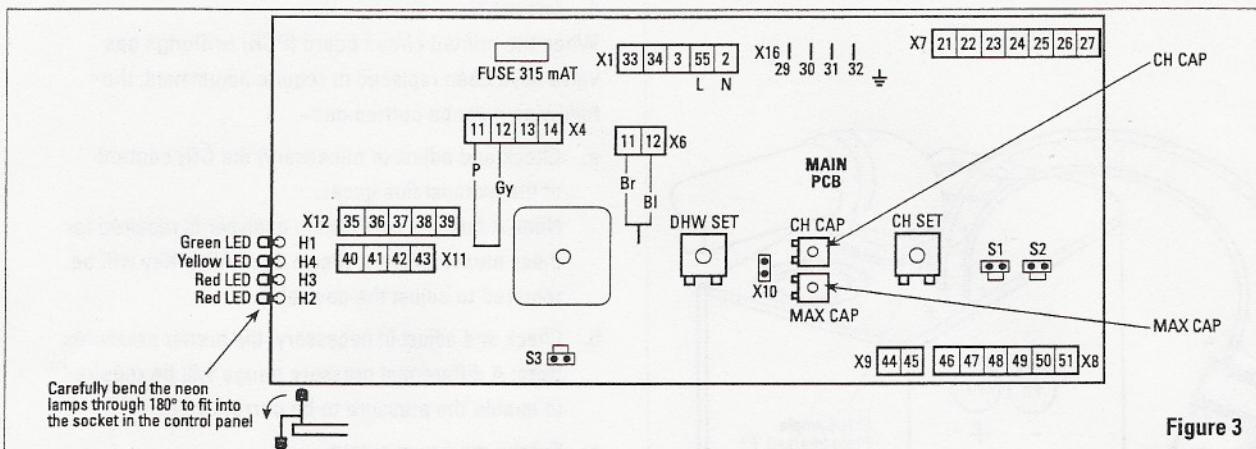 FUSE 315 mAT
X1 33 34 3 55 2
L N
X16
29 30 31 32
X7 21 22 23 24 25 26 27
CH CAP
11 12 13 14 X4
P
Gy
11 12 X6
Br
Bl
MAIN
PCB
X12 35 36 37 38 39
40 41 42 43 X11
Green LED H1
Yellow LED H4
Red LED H3
Red LED H2
DHW SET
CH CAP
CH SET
S1
S2
X10
MAX CAP
MAX CAP
S3
X9 44 45
46 47 48 49 50 51 X8
Carefully bend the neon
lamps through 180° to fit into
the socket in the control panel
Figure 3